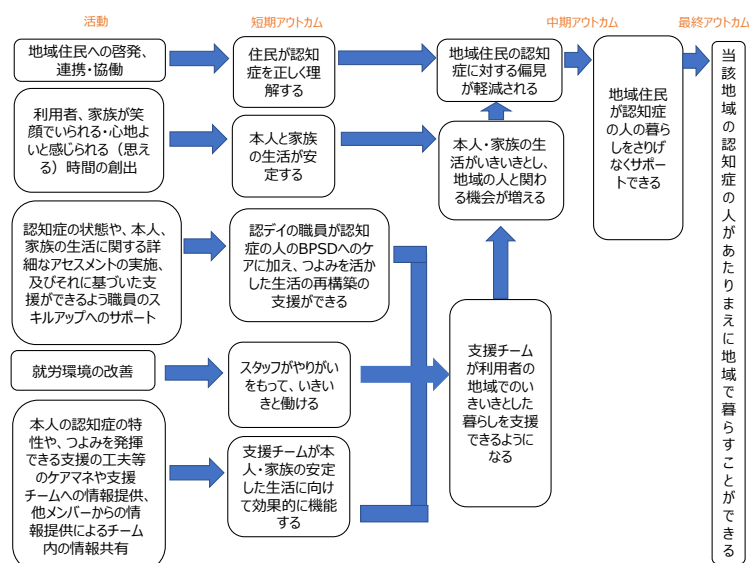 活動
短期アウトカム
中期アウトカム
最終アウトカム
地域住民への啓発、
連携・協働
住民が認知
症を正しく理
解する
地域住民の認知
症に対する偏見
が軽減される
地域住民
が認知症
の人の暮ら
しをさりげ
なくサポー
トできる
当該地域の認知症の人があたりまえに地域で暮らすことができる
利用者、家族が笑
顔でいられる・心地よ
いと感じられる（思え
る）時間の創出
本人と家族
の生活が安
定する
本人・家族の生
活がいきいきとし、
地域の人と関わ
る機会が増える
認知症の状態や、本人、
家族の生活に関する詳
細なアセスメントの実施、
及びそれに基づいた支
援ができるよう職員のス
キルアップへのサポート
認デイの職員が認知
症の人のBPSDへのケ
アに加え、つよみを活か
した生活の再構築の
支援ができる
就労環境の改善
スタッフがやりがい
をもって、いきい
きと働ける
支援チーム
が利用者の
地域でのい
きいきとした
暮らしを支援
できるように
なる
本人の認知症の特
性や、つよみを発揮
できる支援の工夫等
のケアマネや支援
チームへの情報提供、
他メンバーからの情
報提供によるチーム
内の情報共有
支援チームが本
人・家族の安定
した生活に向け
て効果的に機能
する